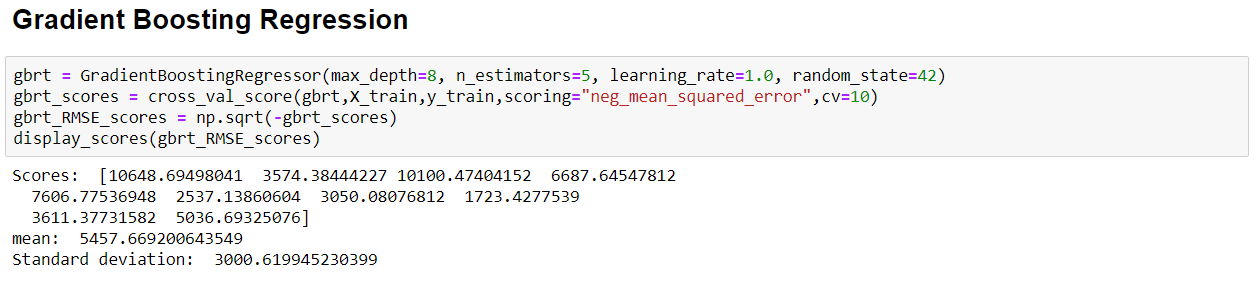 Gradient Boosting Regression
gbrt = GradientBoostingRegressor(max_depth=8, n_estimators=5, learning_rate=1.0, random_state=42)
gbrt_scores = cross_val_score(gbrt,X_train,y_train,scoring="neg_mean_squared_error",cv=10)
gbrt_RMSE_scores = np.sqrt(-gbrt_scores)
display_scores(gbrt_RMSE_scores)
Scores:  [10648.69498041  3574.38444227 10100.47404152  6687.64547812
  7606.77536948  2537.13860604  3050.08076812  1723.4277539
  3611.37731582  5036.69325076]
mean:  5457.669200643549
Standard deviation:  3000.619945230399